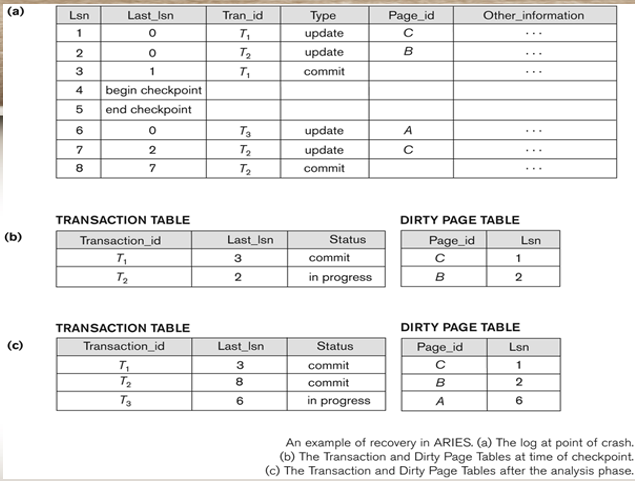 (a)
Lsn Last_lsn Tran_id Type Page_id Other_information
1 0 T1 update C ...
2 0 T2 update B ...
3 1 T1 commit ...
4 begin checkpoint
5 end checkpoint
6 0 T3 update A ...
7 2 T2 update C ...
8 7 T2 commit ...
TRANSACTION TABLE DIRTY PAGE TABLE
(b)
Transaction_id Last_lsn Status Page_id Lsn
T1 3 commit C 1
T2 2 in progress B 2
TRANSACTION TABLE DIRTY PAGE TABLE
(c)
Transaction_id Last_lsn Status Page_id Lsn
T1 3 commit C 1
T2 8 commit B 2
T3 6 in progress A 6
An example of recovery in ARIES. (a) The log at point of crash.
(b) The Transaction and Dirty Page Tables at time of checkpoint.
(c) The Transaction and Dirty Page Tables after the analysis phase.